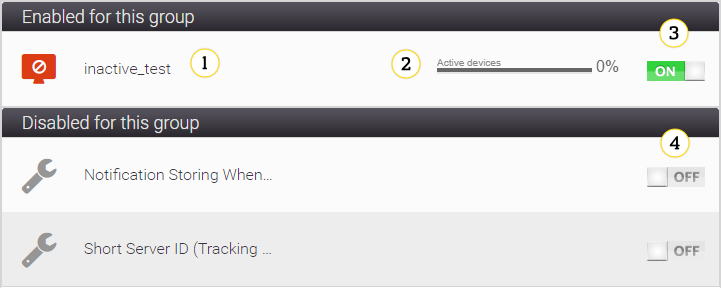 Enabled for this group
3
inactive_test
1
2
Active devices
0%
ON
Disabled for this group
4
Notification Storing When...
OFF
Short Server ID (Tracking ...
OFF